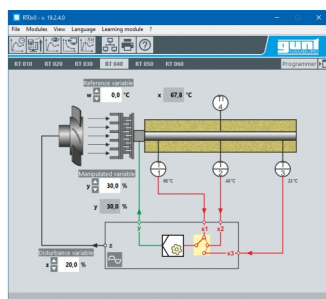 RT0x0 - v. 19.2.4.0
File Modules View Language Learning module ?
gunt
RT 010 RT 020 RT 030 RT 040 RT 050 RT 060 Programmer
Reference variable
w 0,0 °C x 67,8 °C
TI
4
Manipulated variable
y 30,0 %
y 30,0 %
T
1
T
2
T
3
22°C
y x1 x2
x3
z
Disturbance variable
z 20,0 %